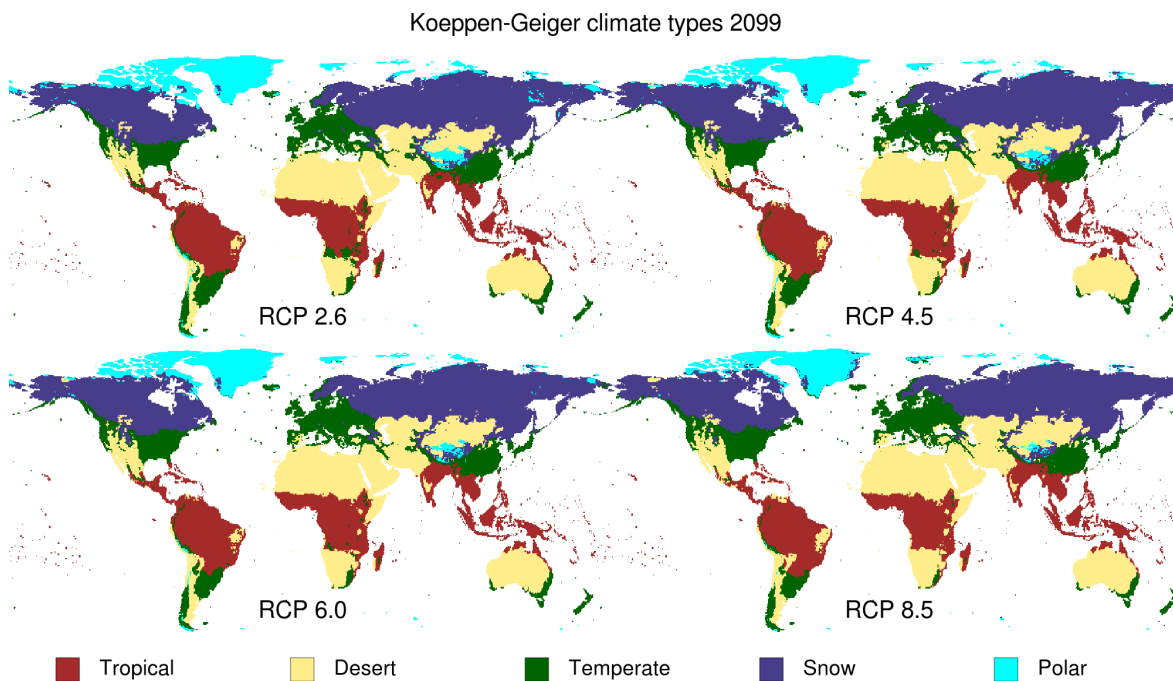 Koeppen-Geiger climate types 2099
RCP 2.6
RCP 4.5
RCP 6.0
RCP 8.5
Tropical
Desert
Temperate
Snow
Polar